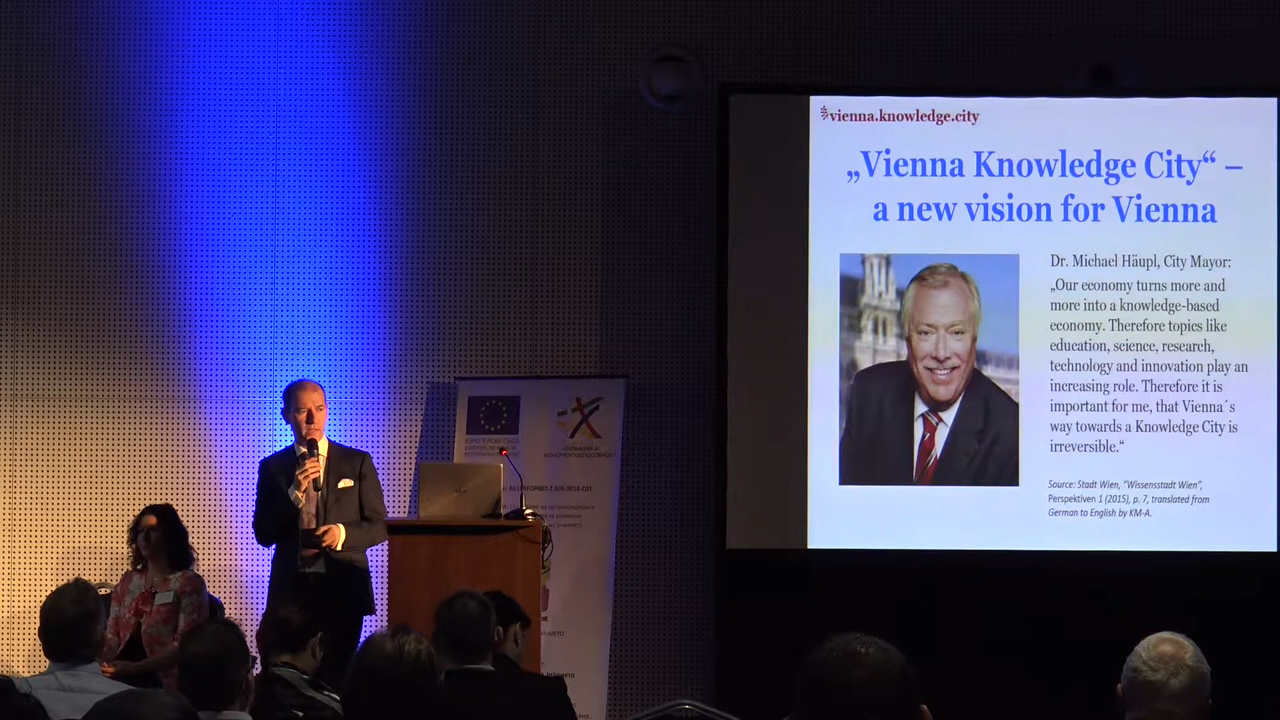 vienna.knowledge.city
„Vienna Knowledge City“ –
a new vision for Vienna
Dr. Michael Häupl, City Mayor:
„Our economy turns more and
more into a knowledge-based
economy. Therefore topics like
education, science, research,
technology and innovation play an
increasing role. Therefore it is
important for me, that Vienna´s
way towards a Knowledge City is
irreversible.“
Source: Stadt Wien, "Wissensstadt Wien",
Perspektiven 1 (2015), p. 7, translated from
German to English by KM-A.
ЕВРОПЕЙСКИ СЪЮЗ